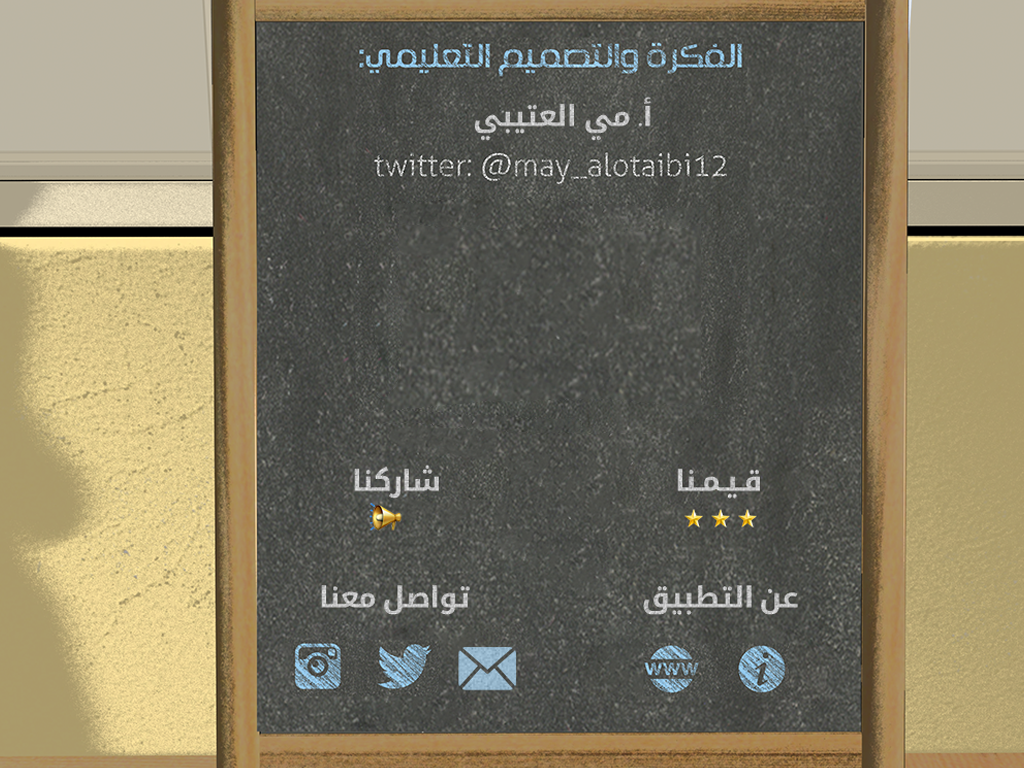 الفكرة والتصميم التعليمي:
أ. مي العتيبي
twitter: @may_alotaibi12
قيمنا
شاركنا
عن التطبيق
تواصل معنا
www
i